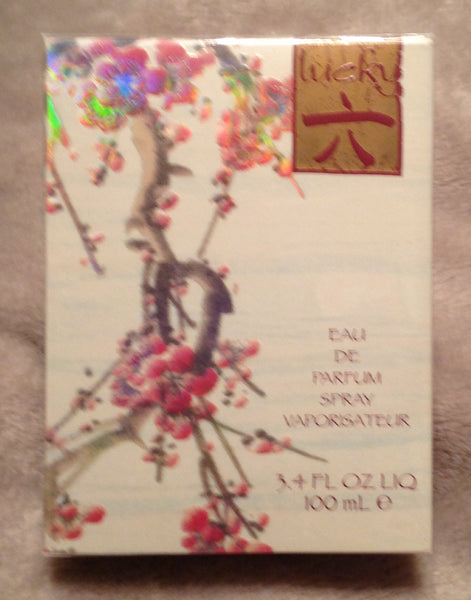 lucky
六
EAU
DE
PARFUM
SPRAY
VAPORISATEUR
3.4 FL OZ LIQ
100 mL ℮